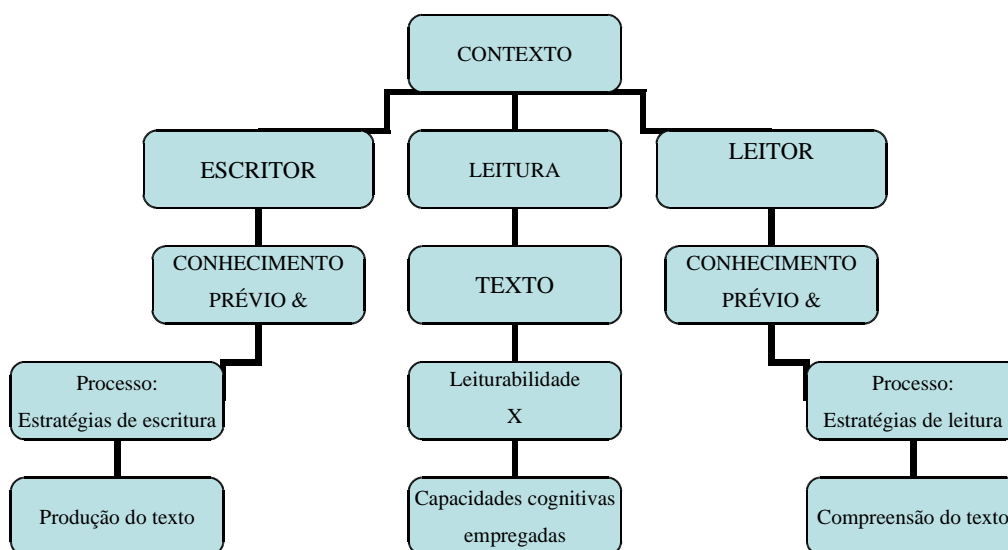 CONTEXTO
ESCRITOR
LEITURA
LEITOR
CONHECIMENTO
PRÉVIO &
TEXTO
CONHECIMENTO
PRÉVIO &
Processo:
Estratégias de escritura
Leiturabilidade
X
Processo:
Estratégias de leitura
Produção do texto
Capacidades cognitivas
empregadas
Compreensão do texto